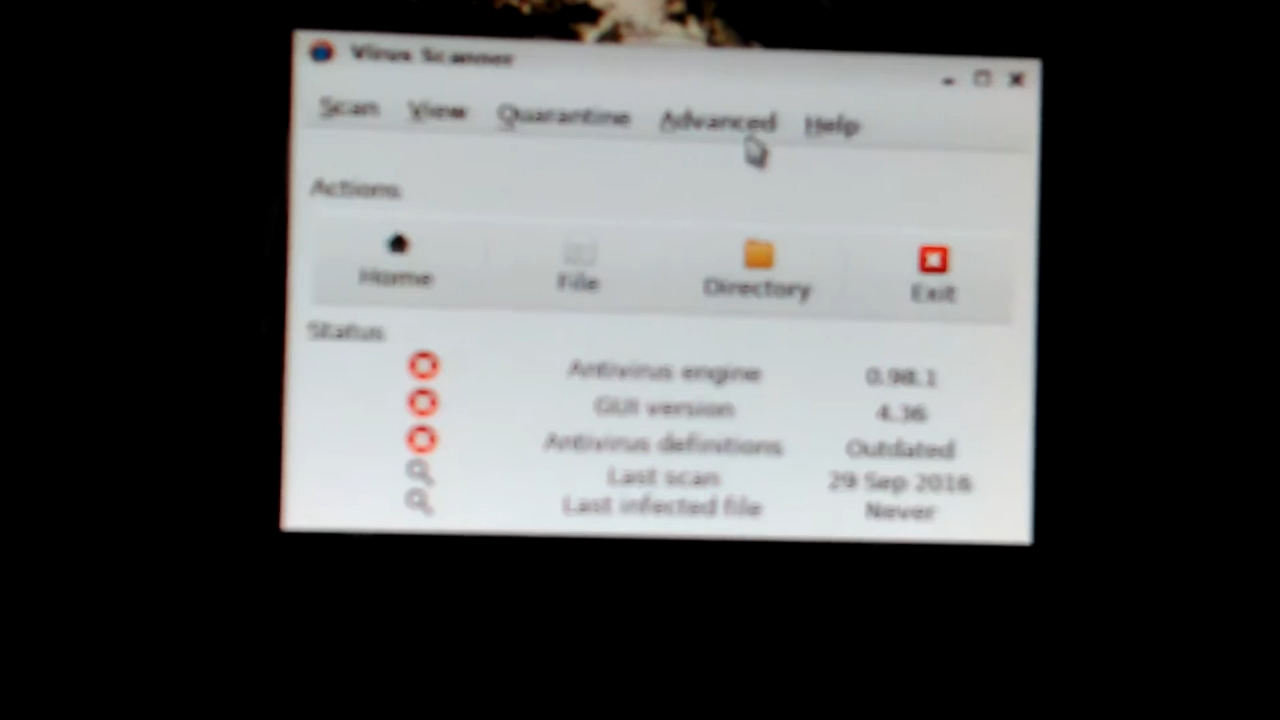 Virus Scanner
Scan View Quarantine Advanced Help
Actions
Home File Directory Exit
Status
Antivirus engine 0.98.1
GUI version 4.36
Antivirus definitions Outdated
Last scan 29 Sep 2016
Last infected file Never